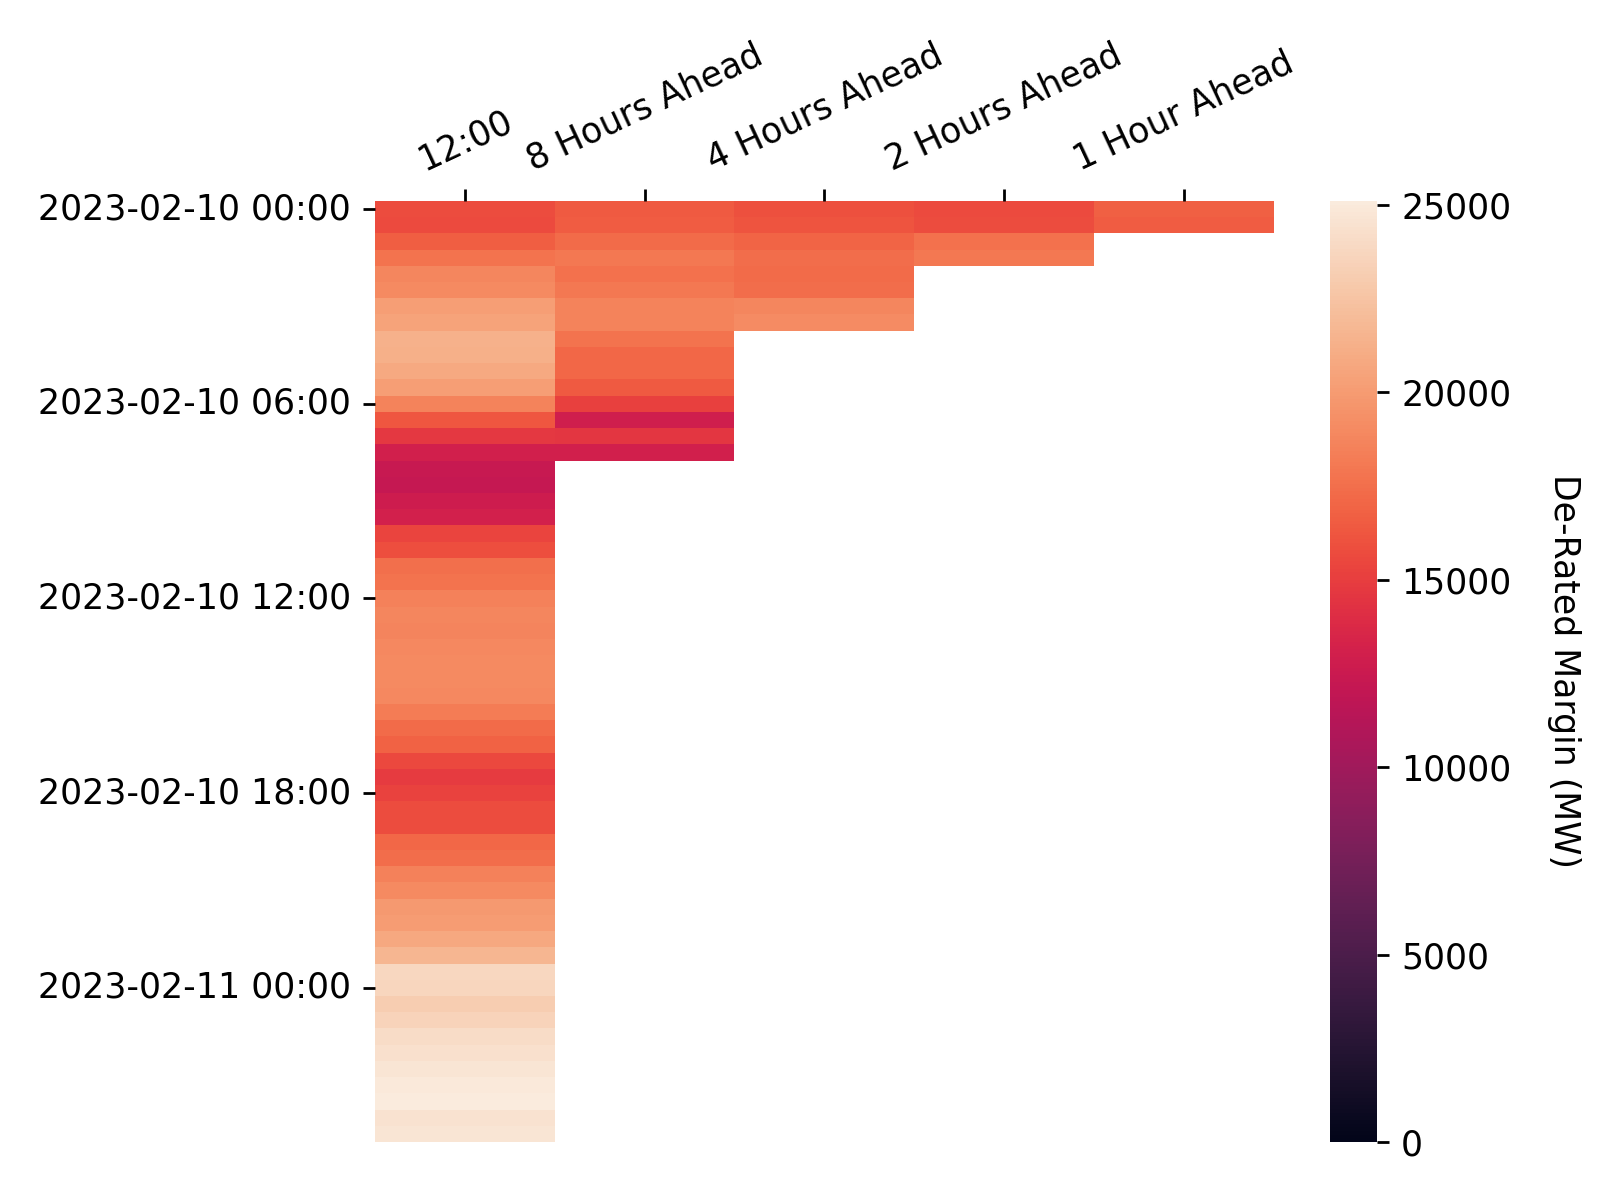 12:00
8 Hours Ahead
4 Hours Ahead
2 Hours Ahead
1 Hour Ahead
2023-02-10 00:00
2023-02-10 06:00
2023-02-10 12:00
2023-02-10 18:00
2023-02-11 00:00
25000
20000
15000
10000
5000
0
De-Rated Margin (MW)